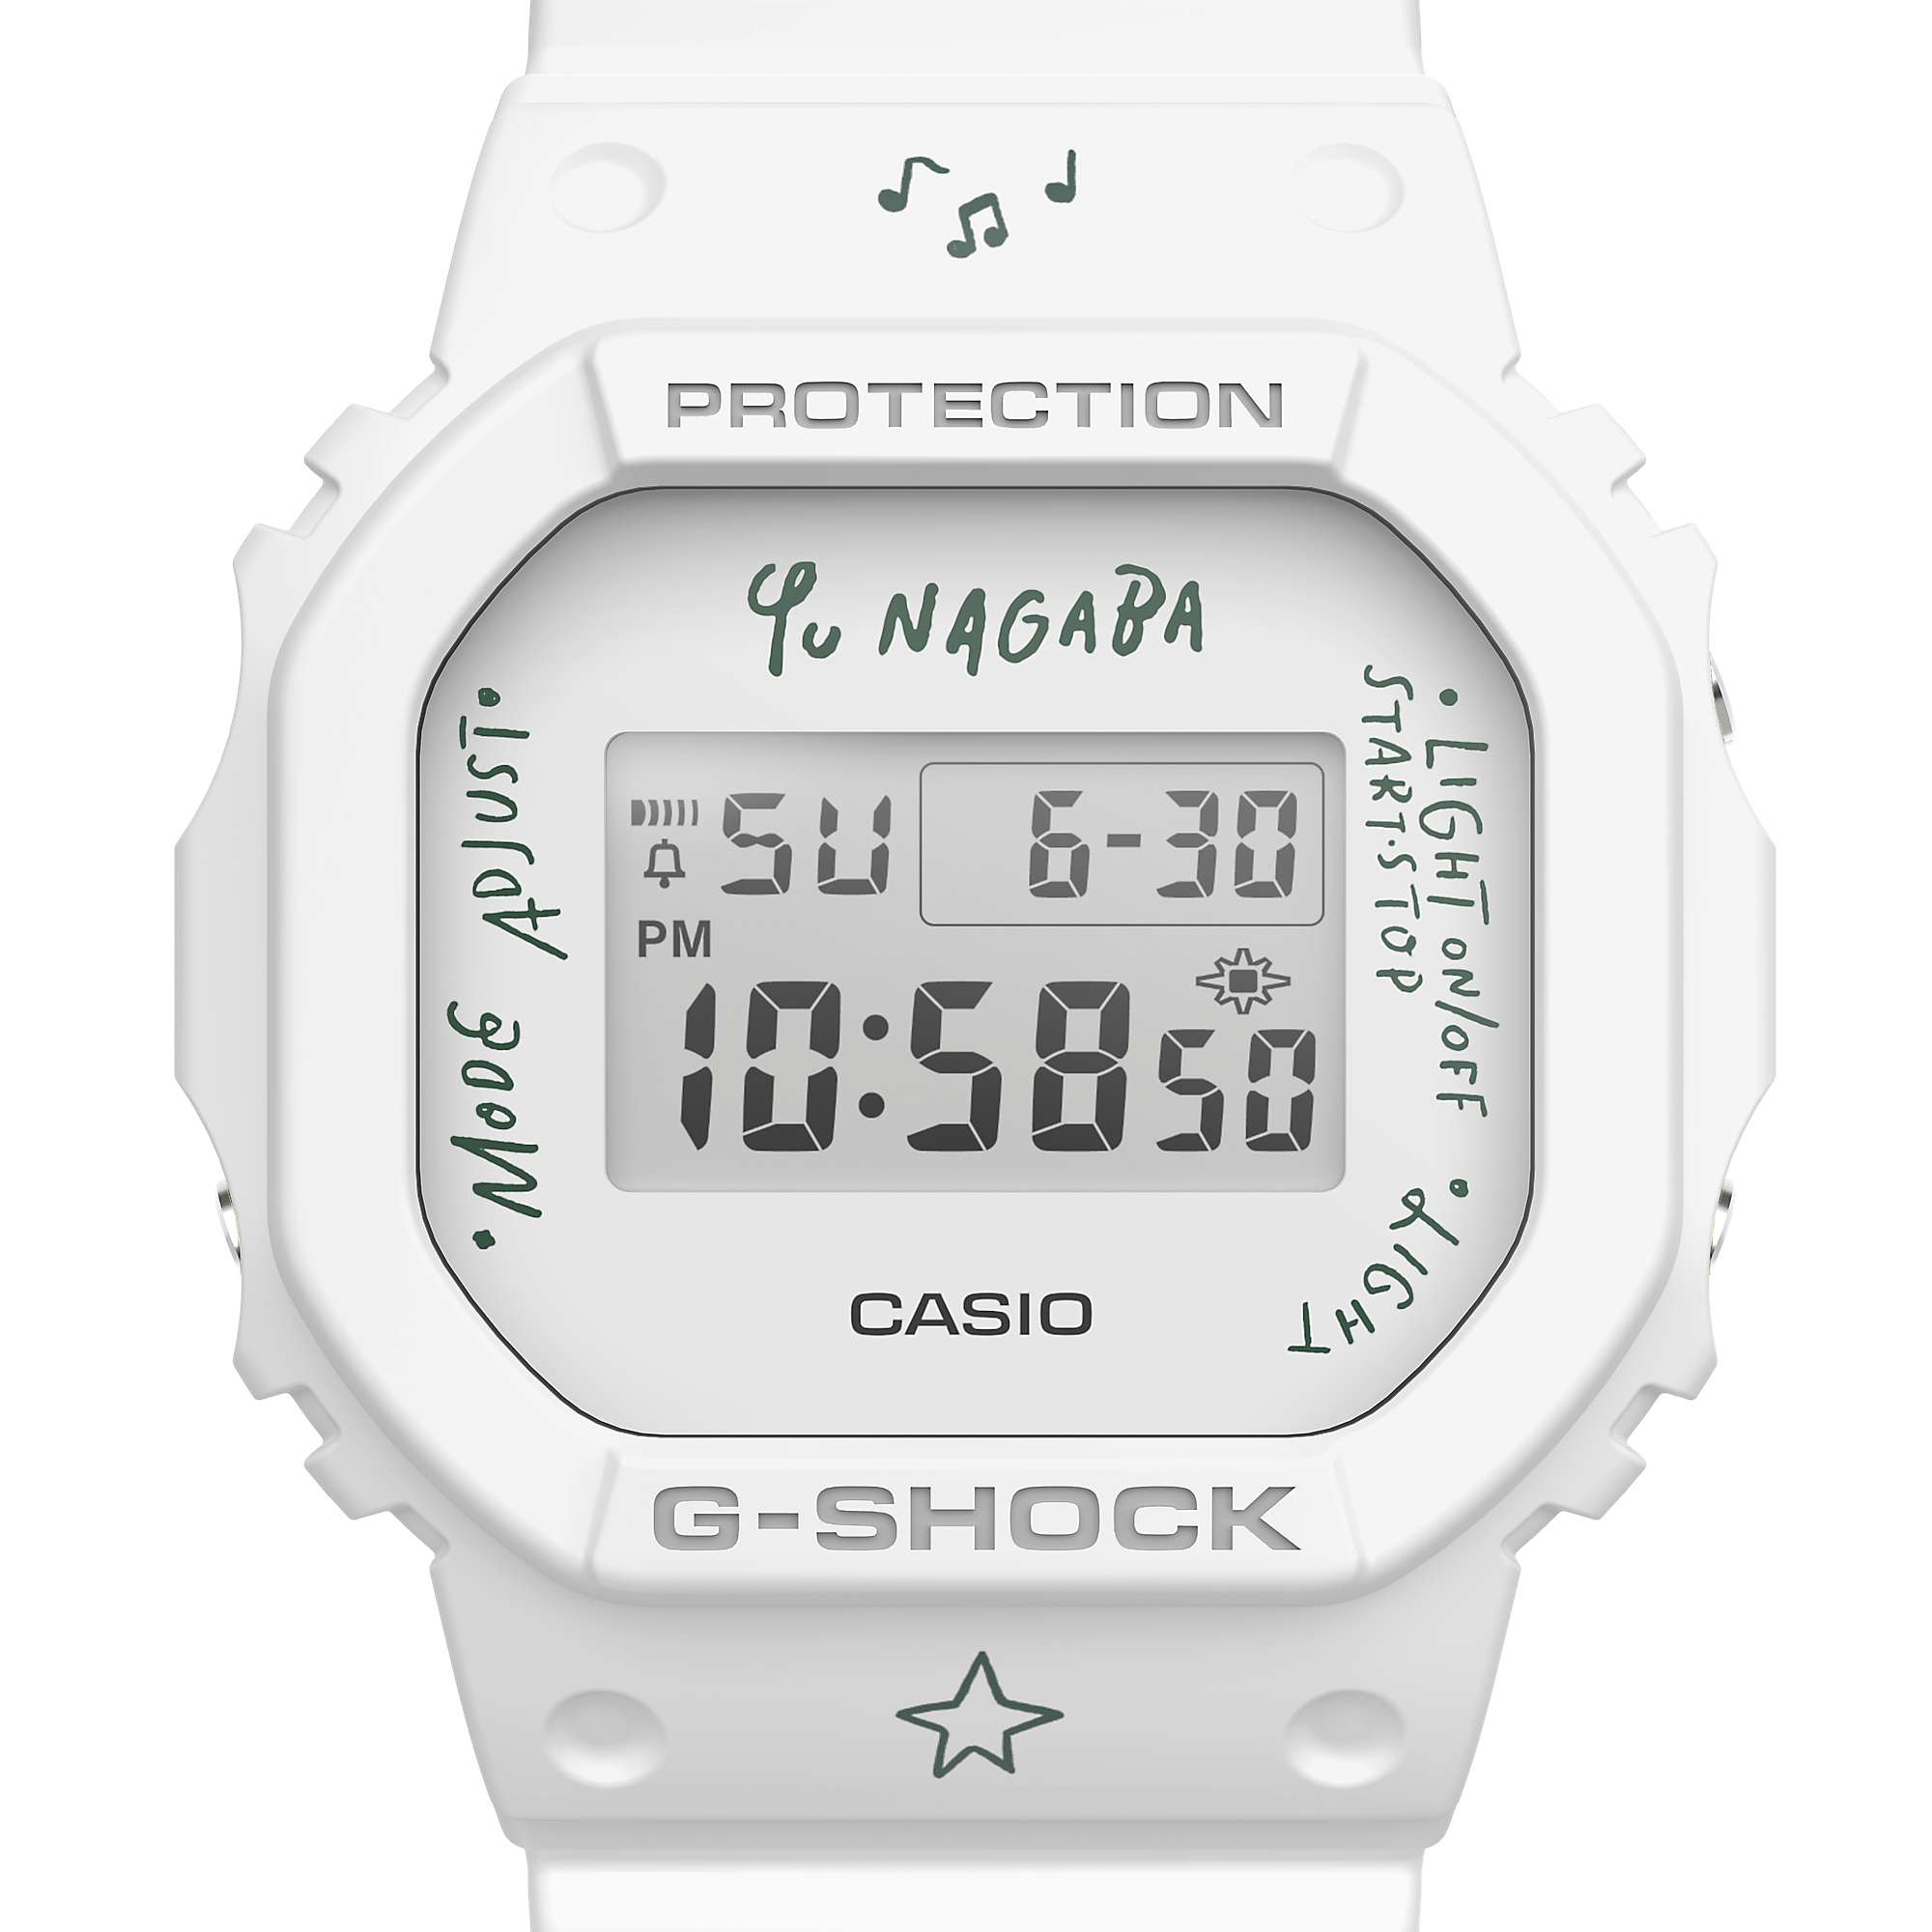 PROTECTION
Yu NAGABA
ADJUST
MODE
LIGHT ON/OFF
START·STOP
SU 6-30
PM
10:58 50
LIGHT
CASIO
G-SHOCK